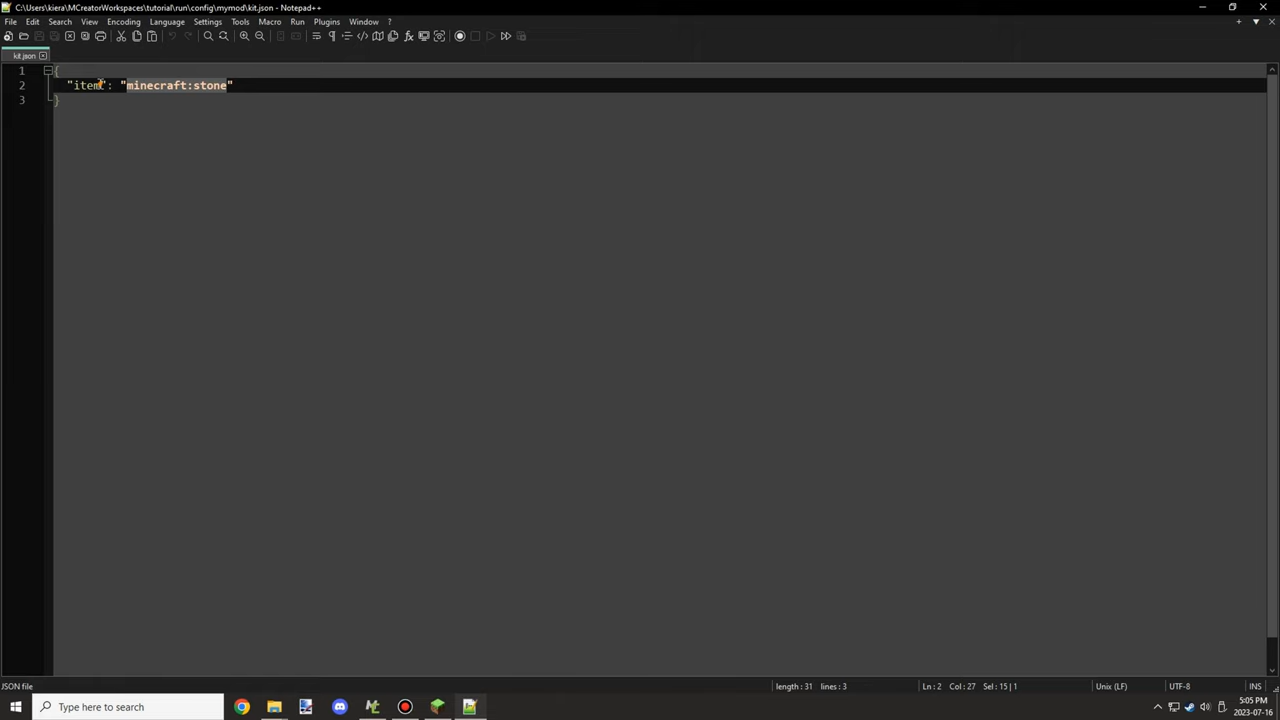 C:\Users\kiera\MCreatorWorkspaces\tutorial\run\config\mymod\kit.json - Notepad++
File Edit Search View Encoding Language Settings Tools Macro Run Plugins Window ?
kit.json
1 {
2 "item": "minecraft:stone"
3 }
JSON file length : 31 lines : 3 Ln : 2 Col : 27 Sel : 15 | 1 Unix (LF) UTF-8 INS
Type here to search
5:05 PM
2023-07-16